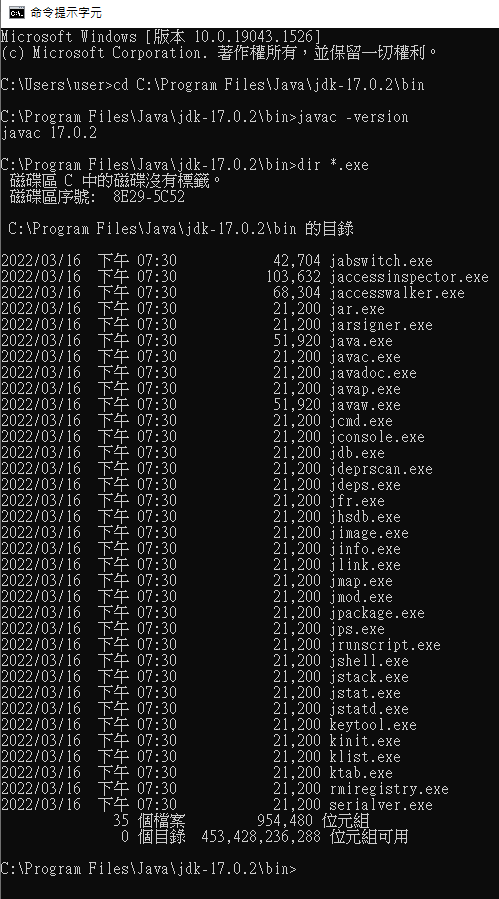 命令提示字元
Microsoft Windows [版本 10.0.19043.1526]
(c) Microsoft Corporation. 著作權所有，並保留一切權利。
C:\Users\user>cd C:\Program Files\Java\jdk-17.0.2\bin
C:\Program Files\Java\jdk-17.0.2\bin>javac -version
javac 17.0.2
C:\Program Files\Java\jdk-17.0.2\bin>dir *.exe
 磁碟區 C 中的磁碟沒有標籤。
 磁碟區序號:  8E29-5C52
 C:\Program Files\Java\jdk-17.0.2\bin 的目錄
2022/03/16  下午 07:30            42,704 jabswitch.exe
2022/03/16  下午 07:30           103,632 jaccessinspector.exe
2022/03/16  下午 07:30            68,304 jaccesswalker.exe
2022/03/16  下午 07:30            21,200 jar.exe
2022/03/16  下午 07:30            21,200 jarsigner.exe
2022/03/16  下午 07:30            51,920 java.exe
2022/03/16  下午 07:30            21,200 javac.exe
2022/03/16  下午 07:30            21,200 javadoc.exe
2022/03/16  下午 07:30            21,200 javap.exe
2022/03/16  下午 07:30            51,920 javaw.exe
2022/03/16  下午 07:30            21,200 jcmd.exe
2022/03/16  下午 07:30            21,200 jconsole.exe
2022/03/16  下午 07:30            21,200 jdb.exe
2022/03/16  下午 07:30            21,200 jdeprscan.exe
2022/03/16  下午 07:30            21,200 jdeps.exe
2022/03/16  下午 07:30            21,200 jfr.exe
2022/03/16  下午 07:30            21,200 jhsdb.exe
2022/03/16  下午 07:30            21,200 jimage.exe
2022/03/16  下午 07:30            21,200 jinfo.exe
2022/03/16  下午 07:30            21,200 jlink.exe
2022/03/16  下午 07:30            21,200 jmap.exe
2022/03/16  下午 07:30            21,200 jmod.exe
2022/03/16  下午 07:30            21,200 jpackage.exe
2022/03/16  下午 07:30            21,200 jps.exe
2022/03/16  下午 07:30            21,200 jrunscript.exe
2022/03/16  下午 07:30            21,200 jshell.exe
2022/03/16  下午 07:30            21,200 jstack.exe
2022/03/16  下午 07:30            21,200 jstat.exe
2022/03/16  下午 07:30            21,200 jstatd.exe
2022/03/16  下午 07:30            21,200 keytool.exe
2022/03/16  下午 07:30            21,200 kinit.exe
2022/03/16  下午 07:30            21,200 klist.exe
2022/03/16  下午 07:30            21,200 ktab.exe
2022/03/16  下午 07:30            21,200 rmiregistry.exe
2022/03/16  下午 07:30            21,200 serialver.exe
              35 個檔案         954,480 位元組
               0 個目錄  453,428,236,288 位元組可用
C:\Program Files\Java\jdk-17.0.2\bin>